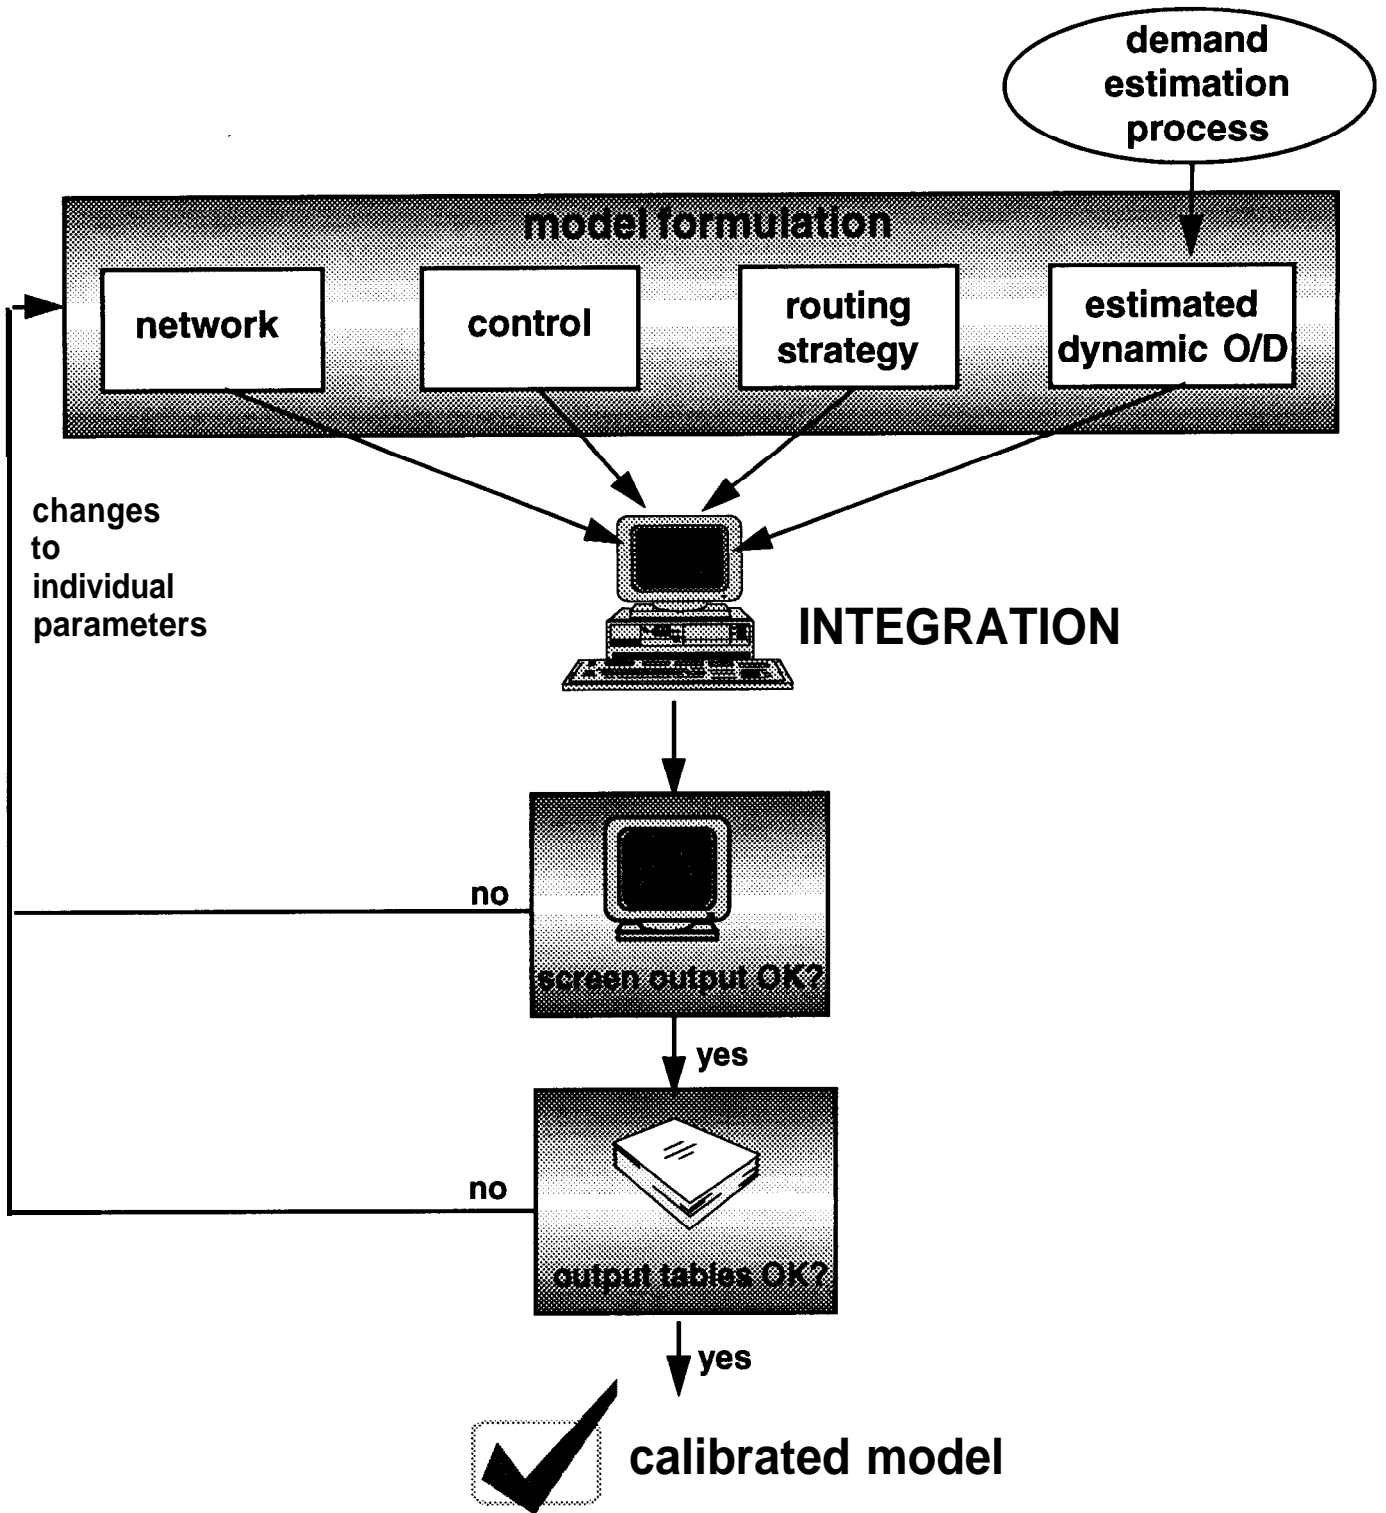 demand
estimation
process
model formulation
network
control
routing
strategy
estimated
dynamic O/D
changes
to
individual
parameters
INTEGRATION
no
screen output OK?
yes
no
output tables OK?
yes
calibrated model